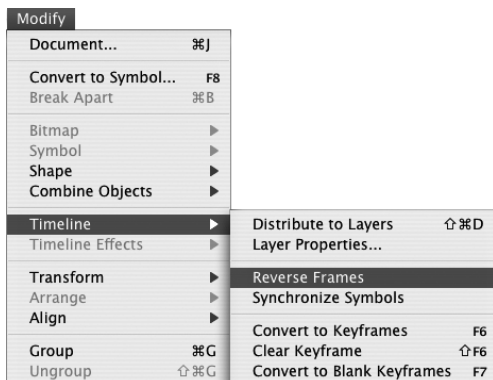 Modify
Document... ⌘J
Convert to Symbol... F8
Break Apart ⌘B
Bitmap
Symbol
Shape
Combine Objects
Timeline
Timeline Effects
Transform
Arrange
Align
Group ⌘G
Ungroup ⇧⌘G
Distribute to Layers ⇧⌘D
Layer Properties...
Reverse Frames
Synchronize Symbols
Convert to Keyframes F6
Clear Keyframe ⇧F6
Convert to Blank Keyframes F7